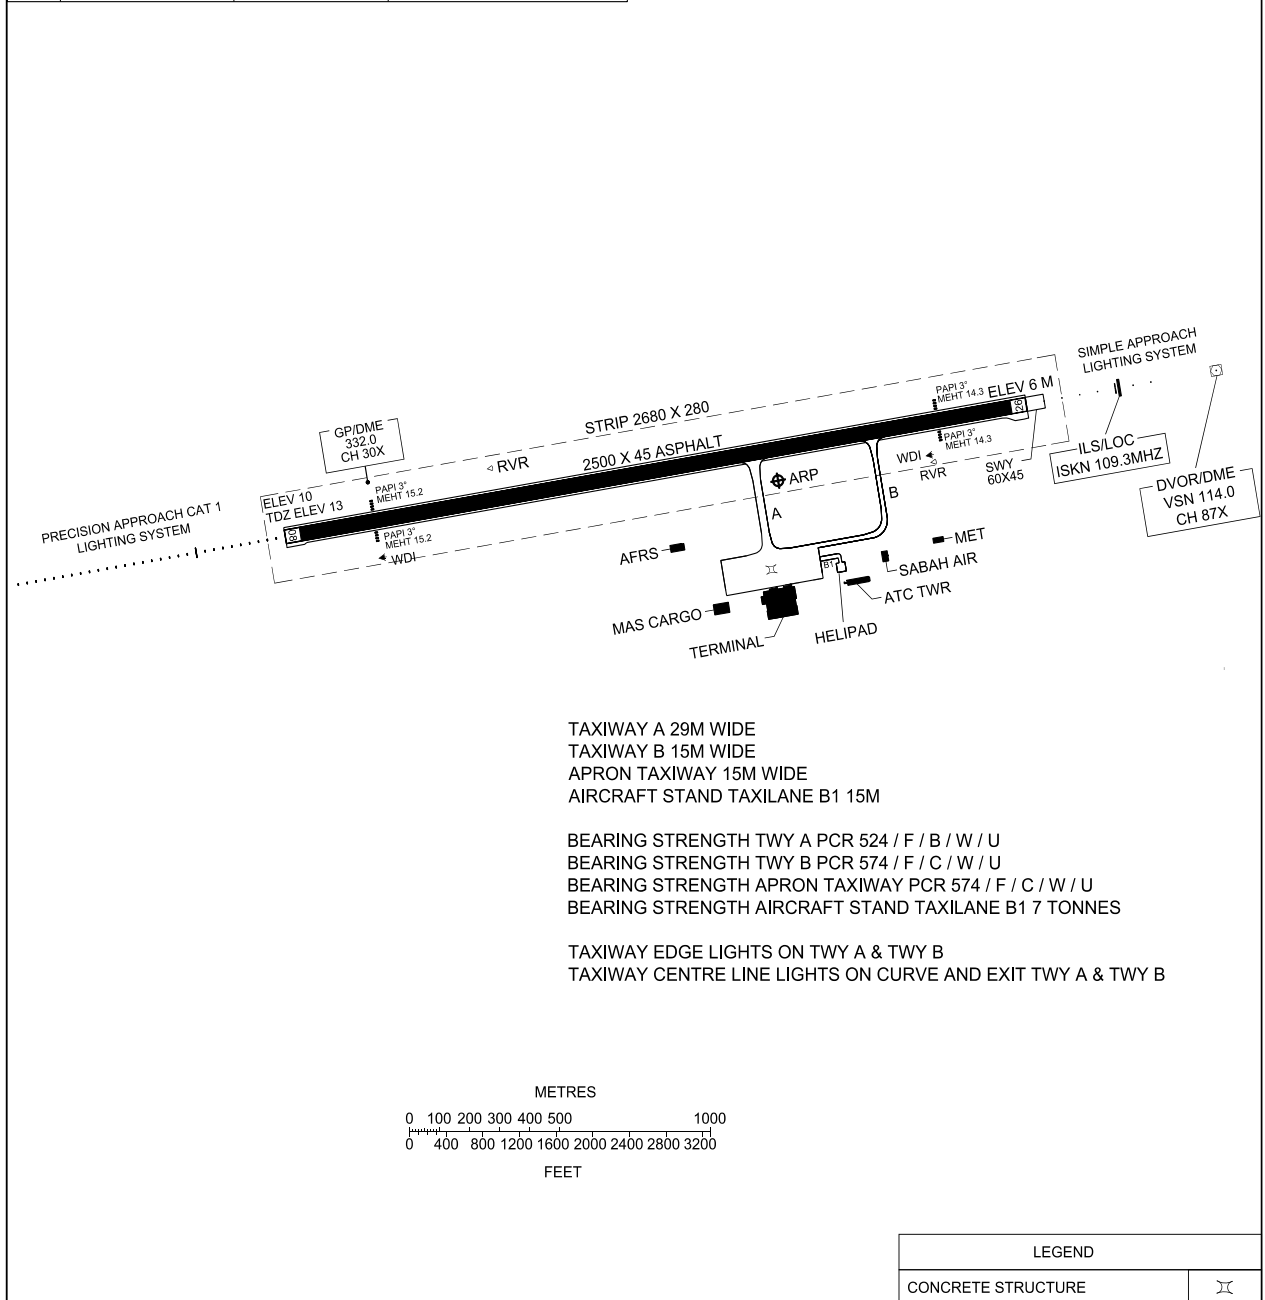 SIMPLE APPROACH
LIGHTING SYSTEM
PAPI 3°
MEHT 14.3
ELEV 6 M
26
STRIP 2680 X 280
GP/DME
332.0
CH 30X
RVR
2500 X 45 ASPHALT
PAPI 3°
MEHT 14.3
WDI
RVR
SWY
60X45
ILS/LOC
ISKN 109.3MHZ
DVOR/DME
VSN 114.0
CH 87X
ARP
B
A
ELEV 10
TDZ ELEV 13
PAPI 3°
MEHT 15.2
08
PAPI 3°
MEHT 15.2
WDI
PRECISION APPROACH CAT 1
LIGHTING SYSTEM
AFRS
MET
SABAH AIR
B1
ATC TWR
MAS CARGO
TERMINAL
HELIPAD
TAXIWAY A 29M WIDE
TAXIWAY B 15M WIDE
APRON TAXIWAY 15M WIDE
AIRCRAFT STAND TAXILANE B1 15M
BEARING STRENGTH TWY A PCR 524 / F / B / W / U
BEARING STRENGTH TWY B PCR 574 / F / C / W / U
BEARING STRENGTH APRON TAXIWAY PCR 574 / F / C / W / U
BEARING STRENGTH AIRCRAFT STAND TAXILANE B1 7 TONNES
TAXIWAY EDGE LIGHTS ON TWY A & TWY B
TAXIWAY CENTRE LINE LIGHTS ON CURVE AND EXIT TWY A & TWY B
METRES
0 100 200 300 400 500 1000
0 400 800 1200 1600 2000 2400 2800 3200
FEET
LEGEND
CONCRETE STRUCTURE